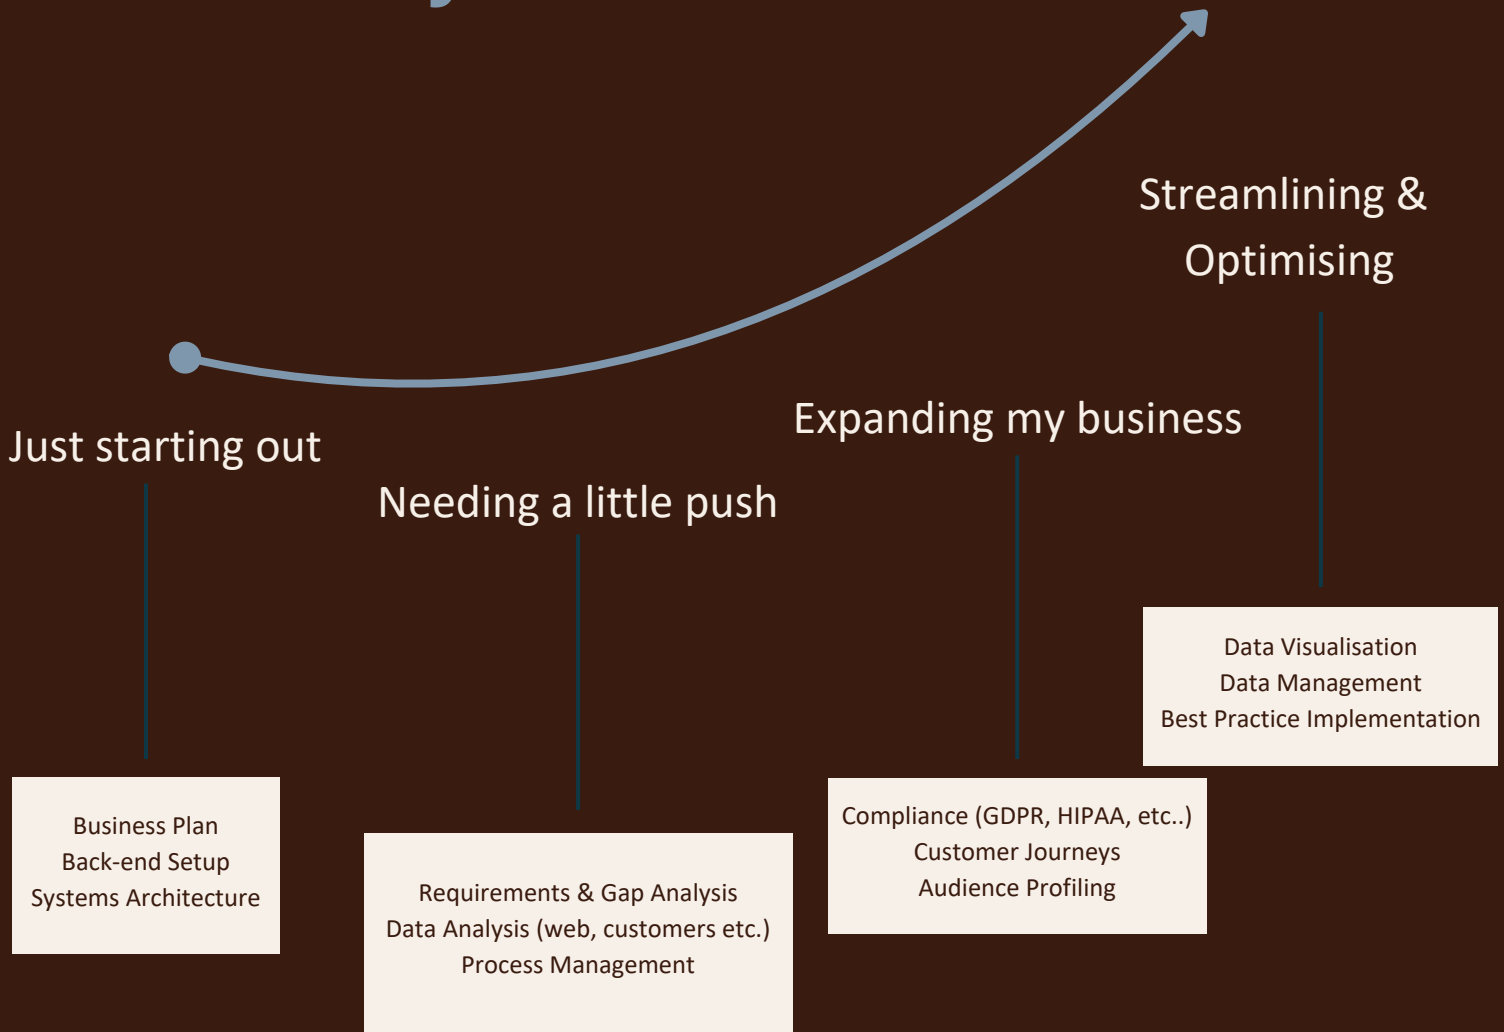 Just starting out
Business Plan
Back-end Setup
Systems Architecture
Needing a little push
Requirements & Gap Analysis
Data Analysis (web, customers etc.)
Process Management
Expanding my business
Compliance (GDPR, HIPAA, etc..)
Customer Journeys
Audience Profiling
Streamlining &
Optimising
Data Visualisation
Data Management
Best Practice Implementation